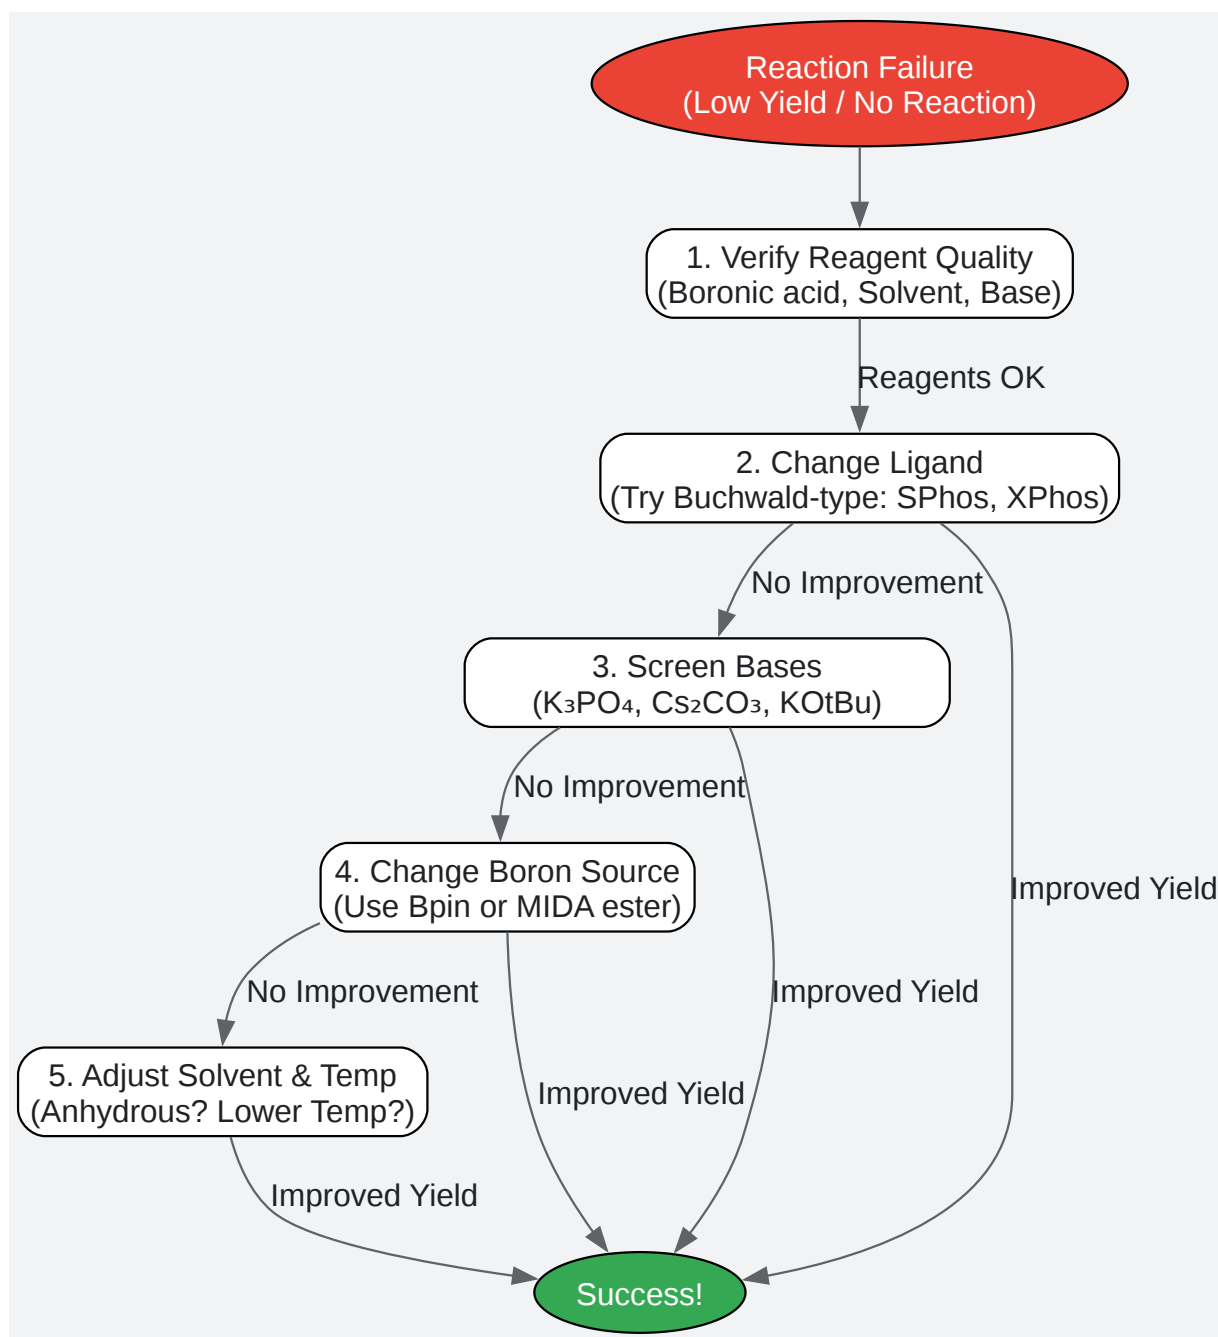 Reaction Failure
(Low Yield / No Reaction)
1. Verify Reagent Quality
(Boronic acid, Solvent, Base)
Reagents OK
2. Change Ligand
(Try Buchwald-type: SPhos, XPhos)
No Improvement
3. Screen Bases
(K₃PO₄, Cs₂CO₃, KOtBu)
No Improvement
4. Change Boron Source
(Use Bpin or MIDA ester)
Improved Yield
No Improvement
Improved Yield
5. Adjust Solvent & Temp
(Anhydrous? Lower Temp?)
Improved Yield
Improved Yield
Success!